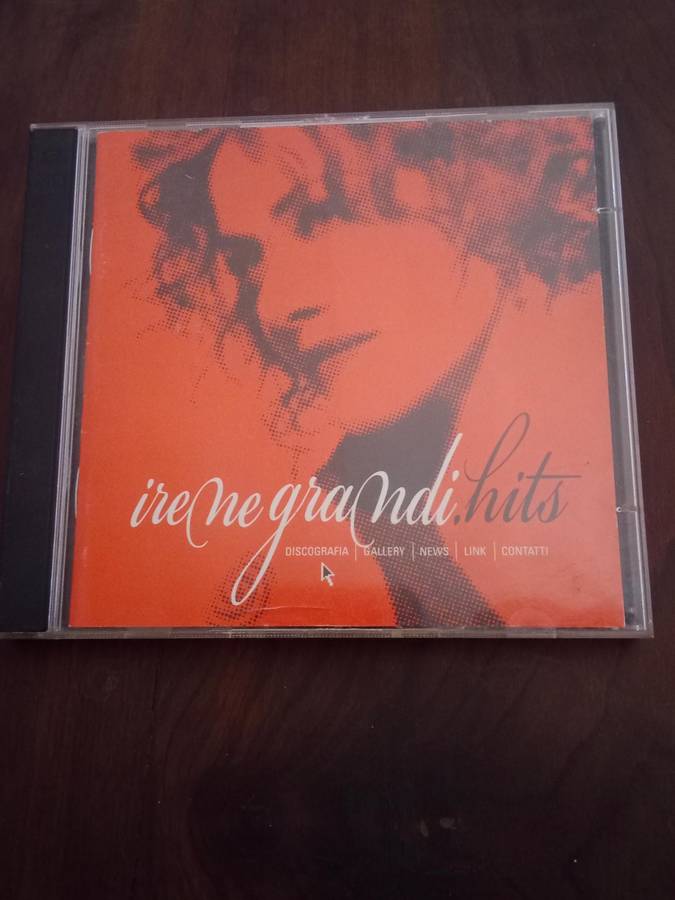 irenegrandi.hits
DISCOGRAFIA | GALLERY | NEWS | LINK | CONTATTI